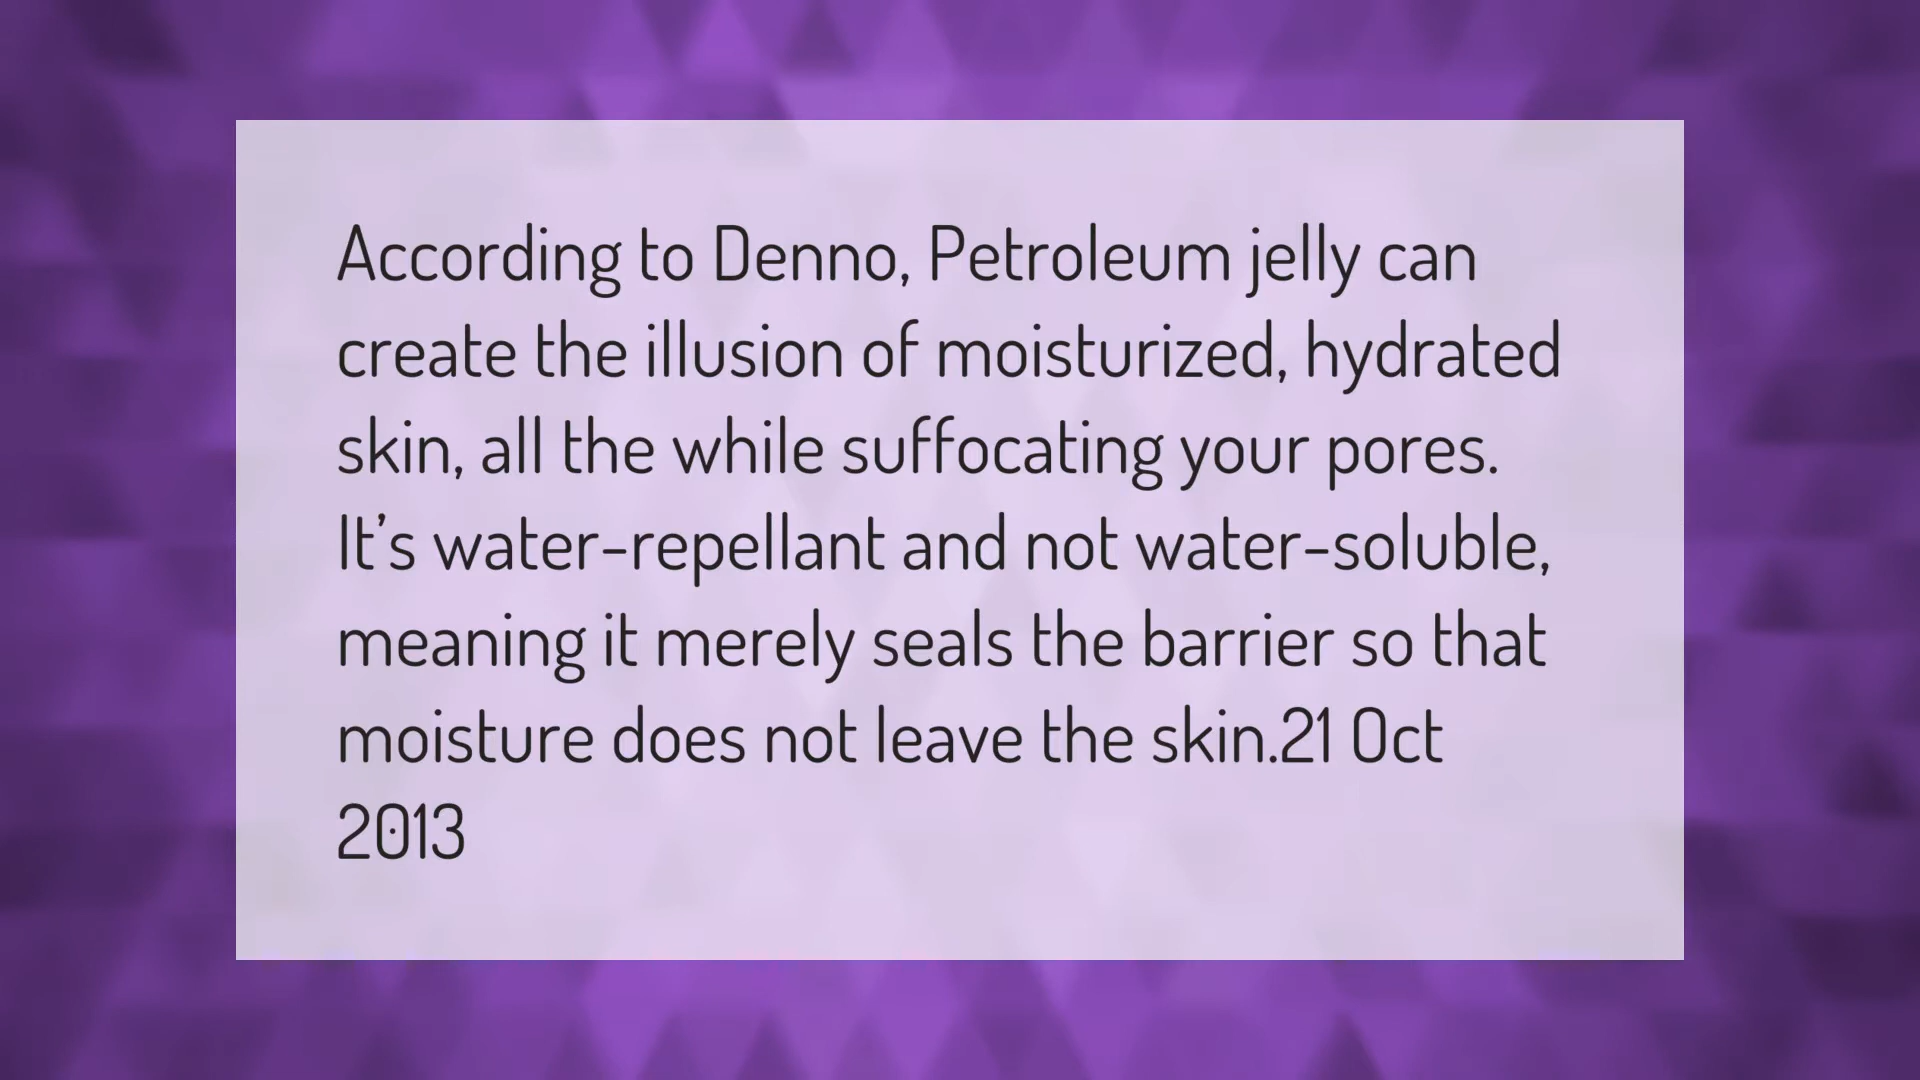 According to Denno, Petroleum jelly can
create the illusion of moisturized, hydrated
skin, all the while suffocating your pores.
It's water-repellant and not water-soluble,
meaning it merely seals the barrier so that
moisture does not leave the skin.21 Oct
2013